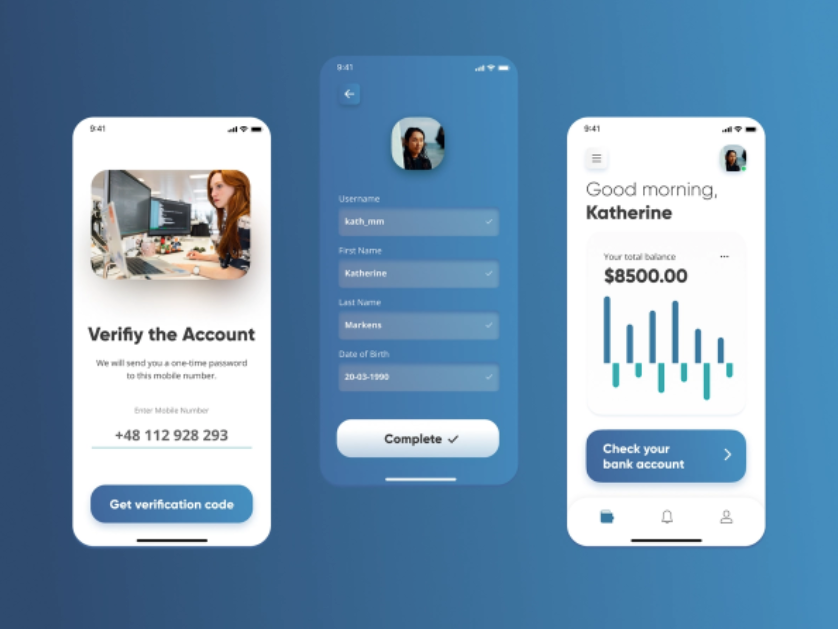 9:41
Verifiy the Account
We will send you a one-time password
to this mobile number.
Enter Mobile Number
+48 112 928 293
Get verification code
9:41
Username
kath_mm
First Name
Katherine
Last Name
Markens
Date of Birth
20-03-1990
Complete
9:41
Good morning,
Katherine
Your total balance
$8500.00
Check your
bank account